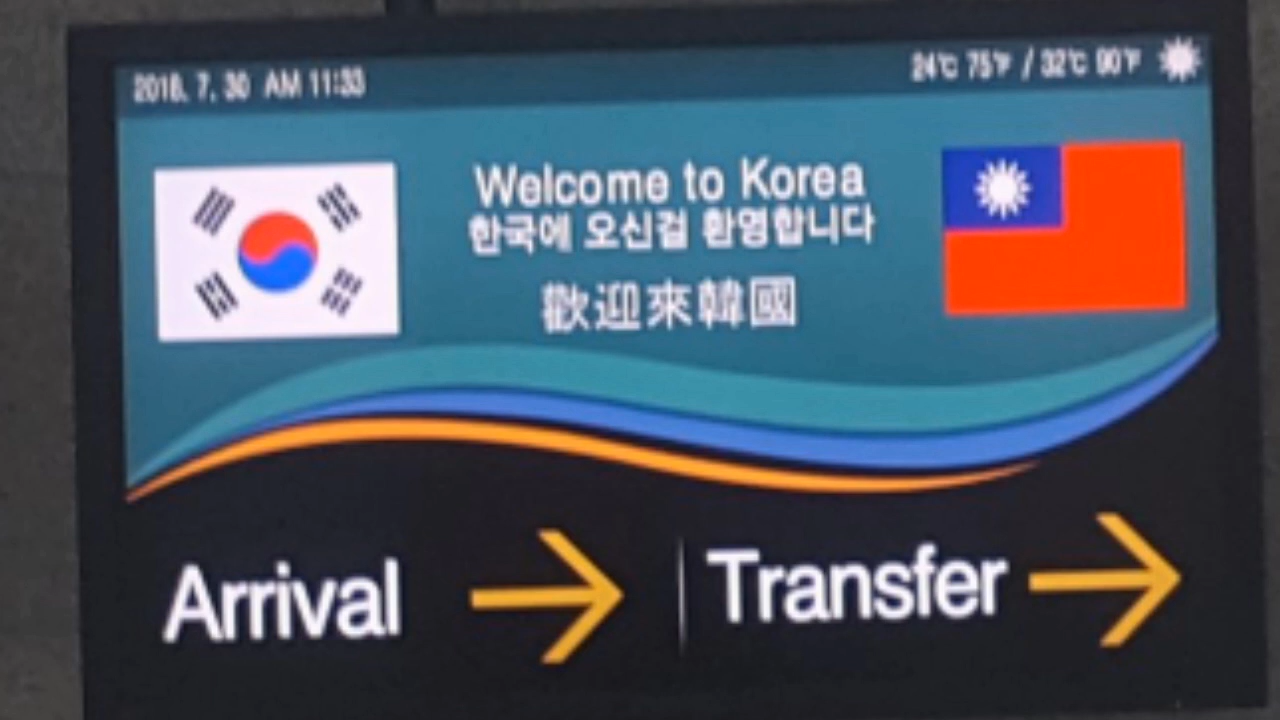 2018. 7. 30 AM 11:33
24℃ 75℉ / 32℃ 90℉
Welcome to Korea
한국에 오신걸 환영합니다
歡迎來韓國
Arrival
Transfer